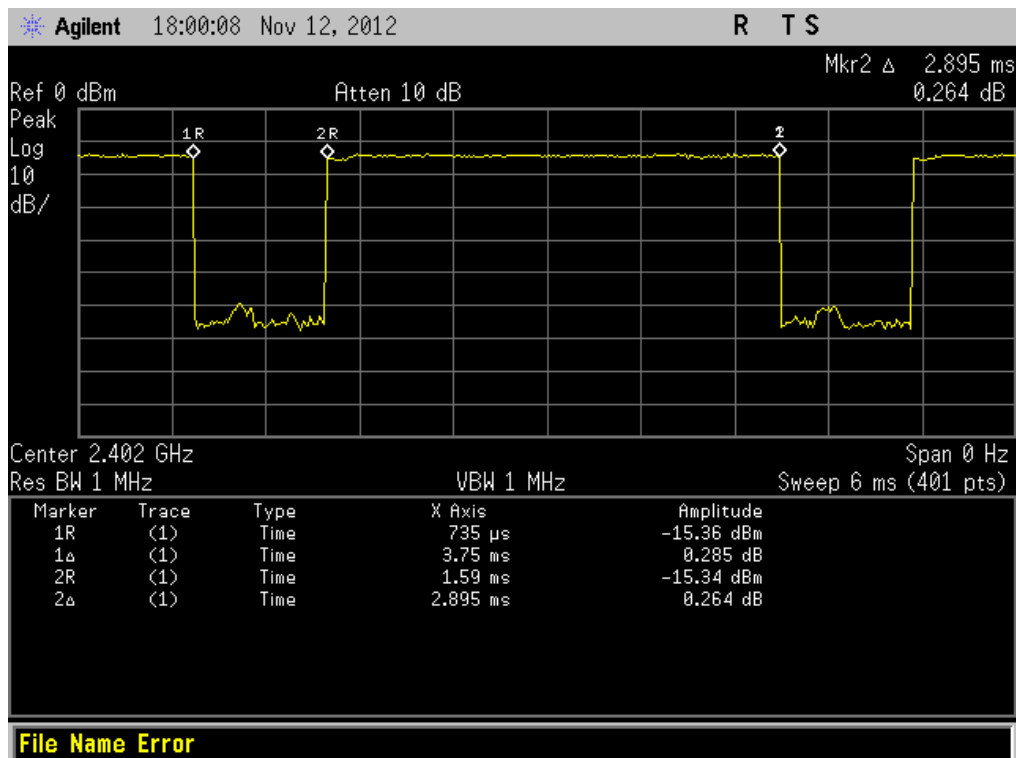 Agilent 18:00:08 Nov 12, 2012 R T S
Mkr2 Δ 2.895 ms
Ref 0 dBm Atten 10 dB 0.264 dB
Peak
Log
10
dB/
1R 2R 2
Center 2.402 GHz Span 0 Hz
Res BW 1 MHz VBW 1 MHz Sweep 6 ms (401 pts)
Marker Trace Type X Axis Amplitude
1R (1) Time 735 µs -15.36 dBm
1Δ (1) Time 3.75 ms 0.285 dB
2R (1) Time 1.59 ms -15.34 dBm
2Δ (1) Time 2.895 ms 0.264 dB
File Name Error